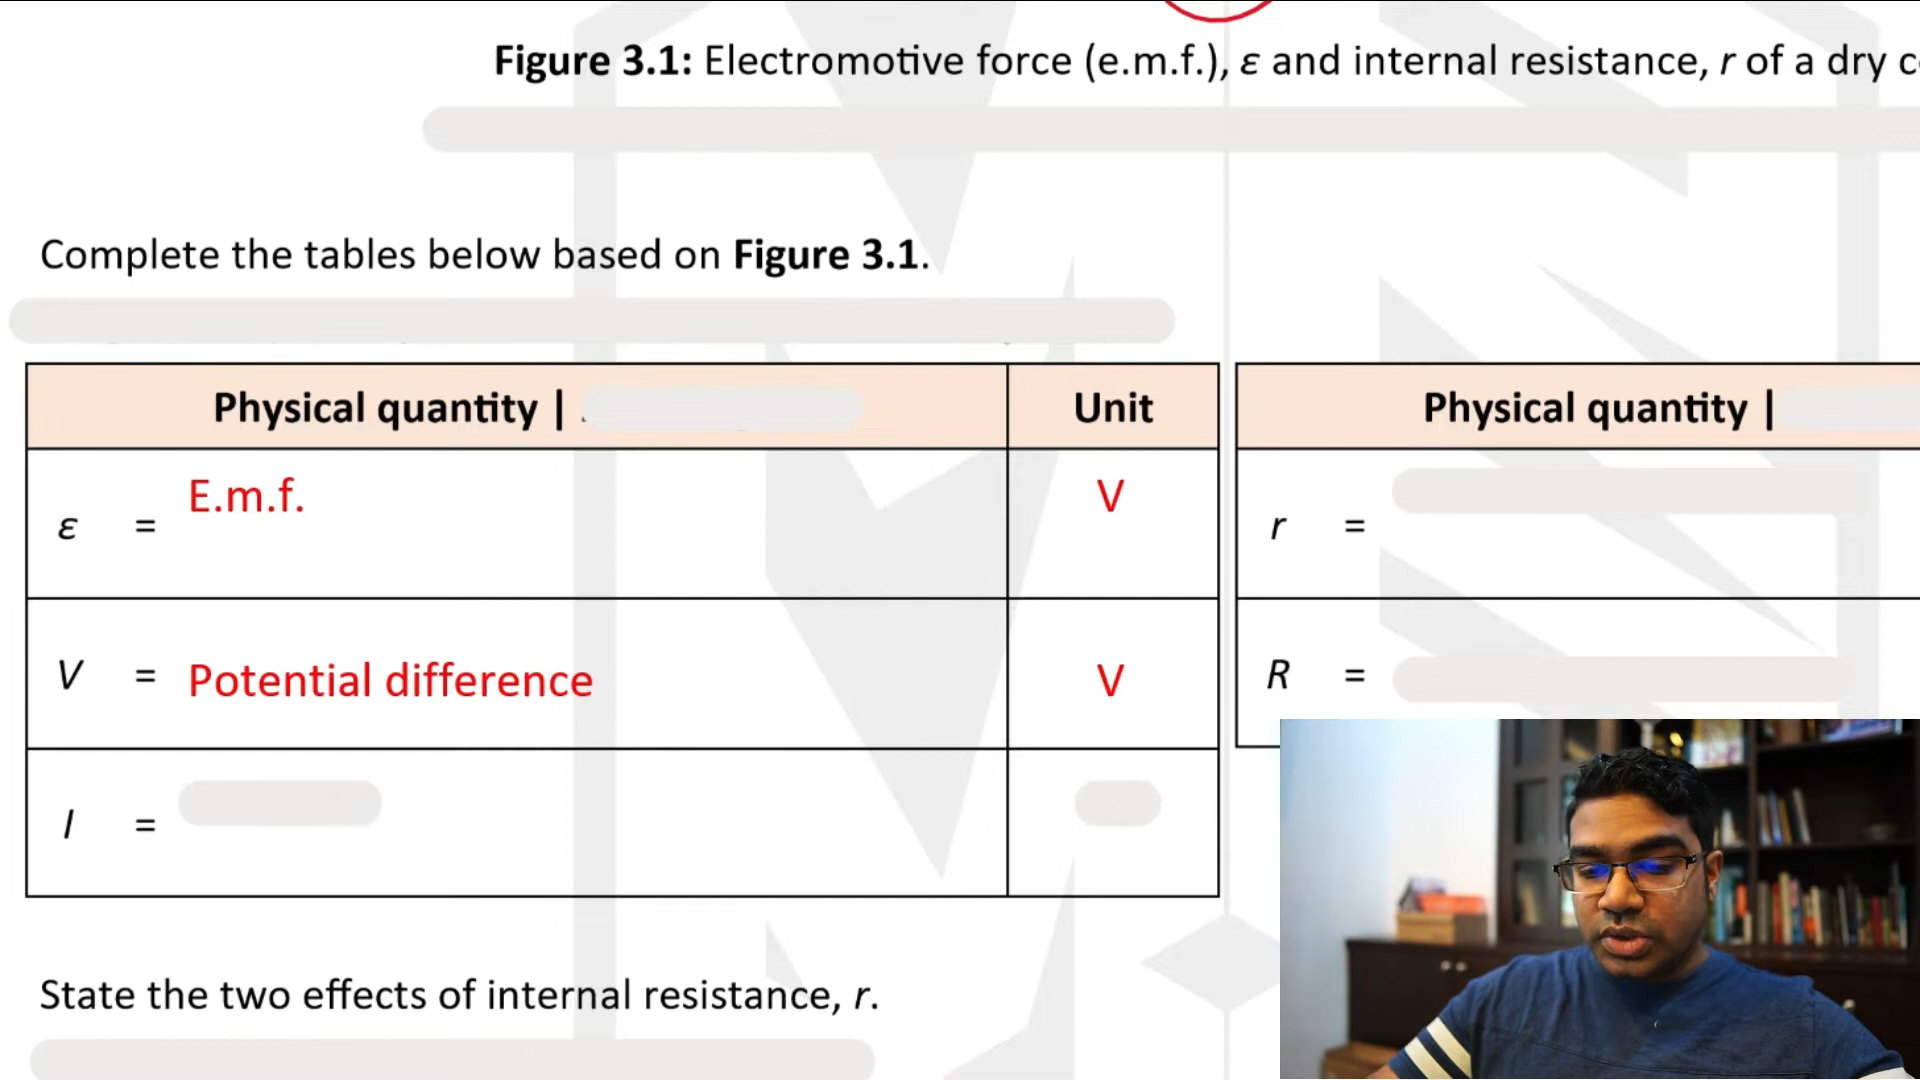 Figure 3.1: Electromotive force (e.m.f.), ε and internal resistance, r of a dry c
Complete the tables below based on Figure 3.1.
Physical quantity |
Unit
ε = E.m.f.
V
V = Potential difference
V
I =
Physical quantity |
r =
R =
State the two effects of internal resistance, r.